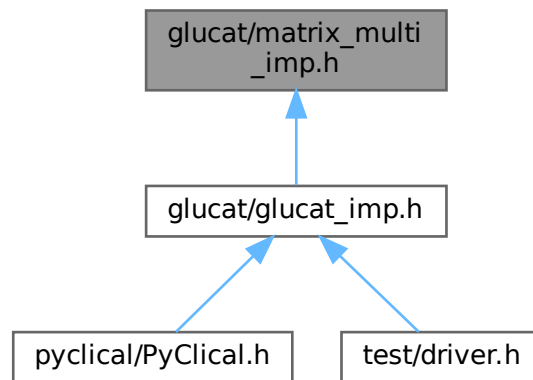 glucat/matrix_multi
_imp.h
glucat/glucat_imp.h
pyclical/PyClical.h
test/driver.h